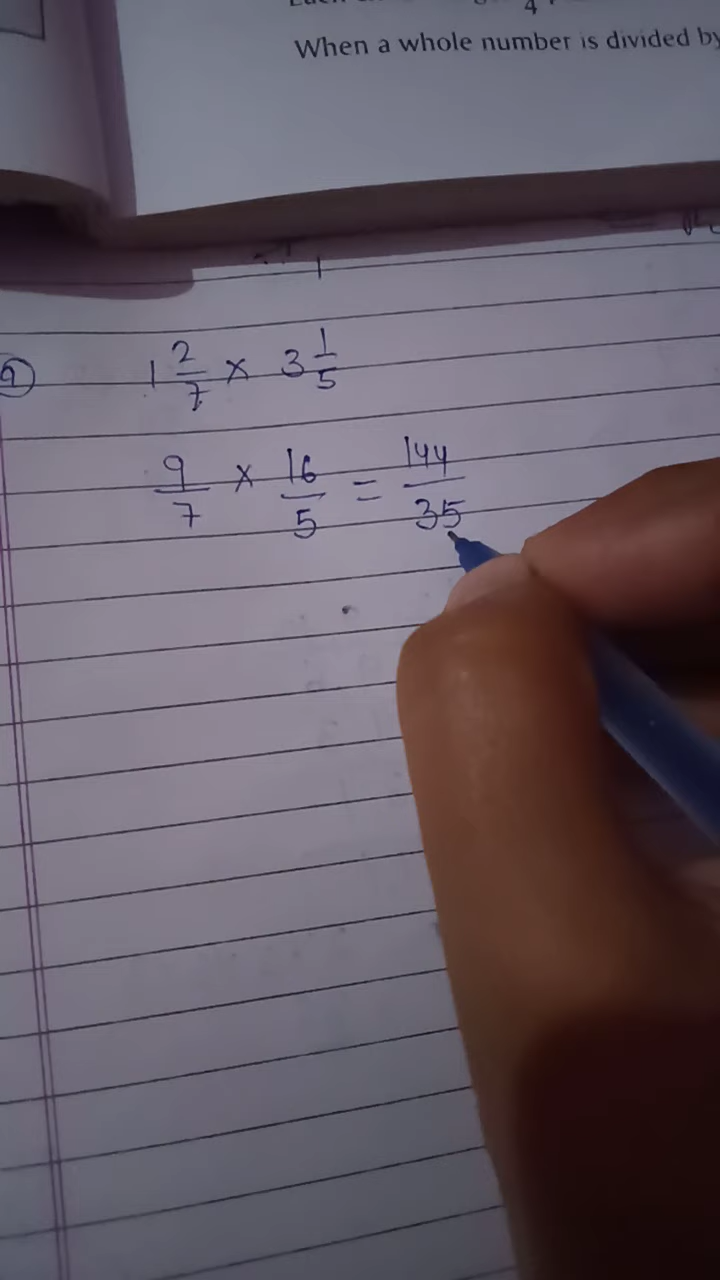 4
When a whole number is divided by
9
1 2/7 × 3 1/5
9/7 × 16/5 = 144/35